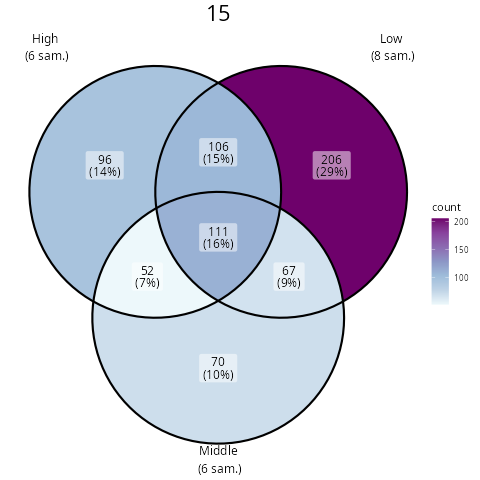 15
High
(6 sam.)
Low
(8 sam.)
96
(14%)
106
(15%)
206
(29%)
111
(16%)
52
(7%)
67
(9%)
70
(10%)
Middle
(6 sam.)
count
200
150
100